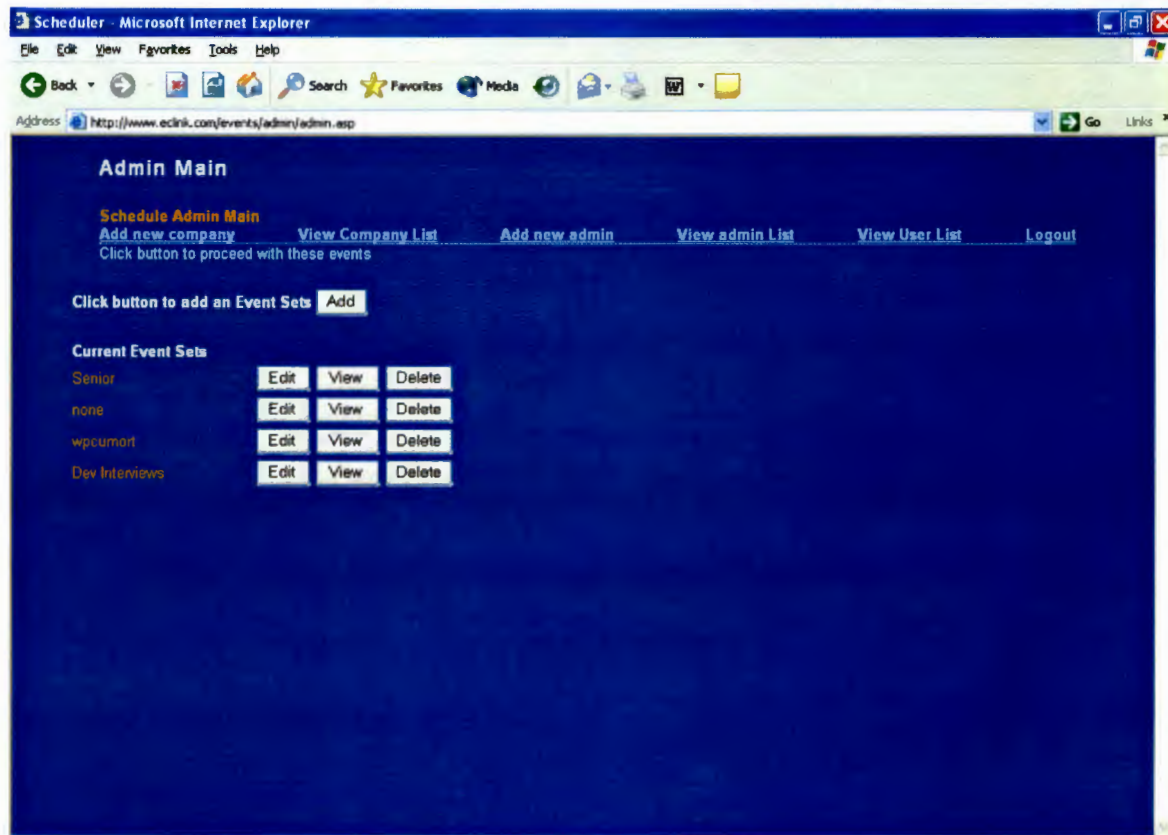 Scheduler - Microsoft Internet Explorer
File Edit View Favorites Tools Help
Back Search Favorites Media W
Address http://www.eclink.com/events/admin/admin.asp Go Links »
Admin Main
Schedule Admin Main
Add new company View Company List Add new admin View admin List View User List Logout
Click button to proceed with these events
Click button to add an Event Sets Add
Current Event Sets
Senior Edit View Delete
none Edit View Delete
wpcumort Edit View Delete
Dev Interviews Edit View Delete